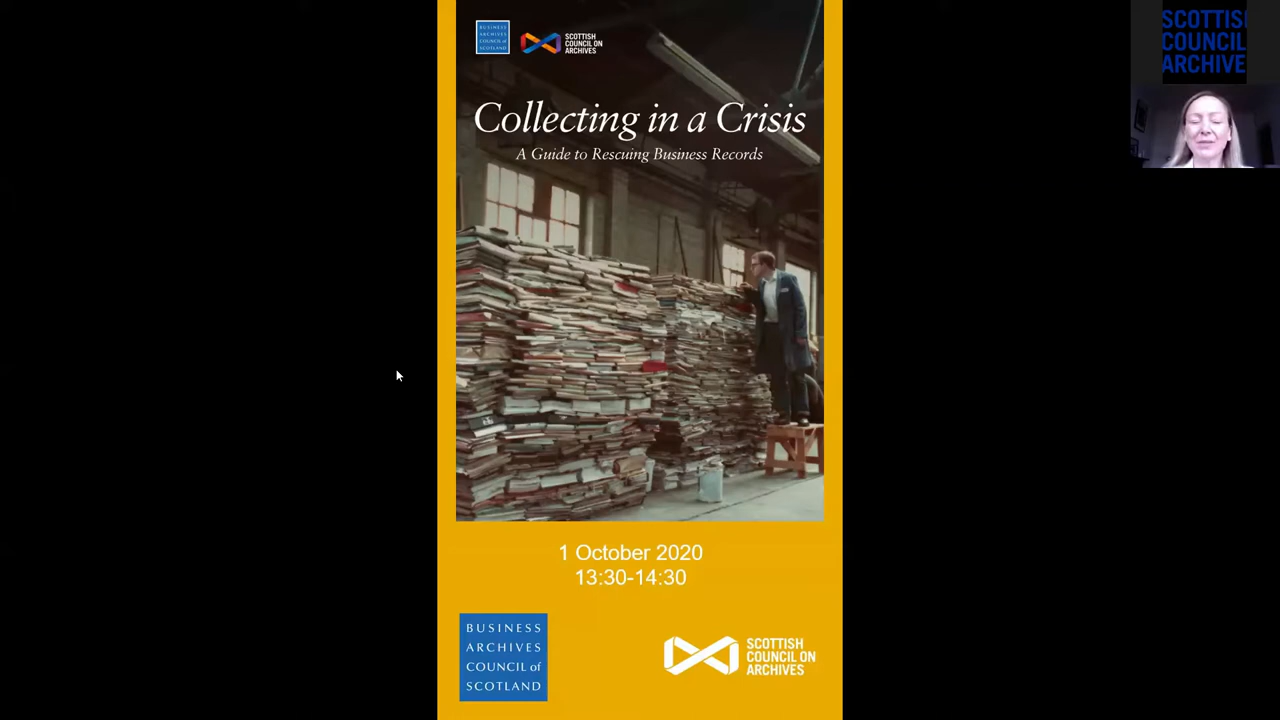 BUSINESS
ARCHIVES
COUNCIL of
SCOTLAND
SCOTTISH
COUNCIL ON
ARCHIVES
Collecting in a Crisis
A Guide to Rescuing Business Records
1 October 2020
13:30-14:30
BUSINESS
ARCHIVES
COUNCIL of
SCOTLAND
SCOTTISH
COUNCIL ON
ARCHIVES
SCOTTISH
COUNCIL
ARCHIVE